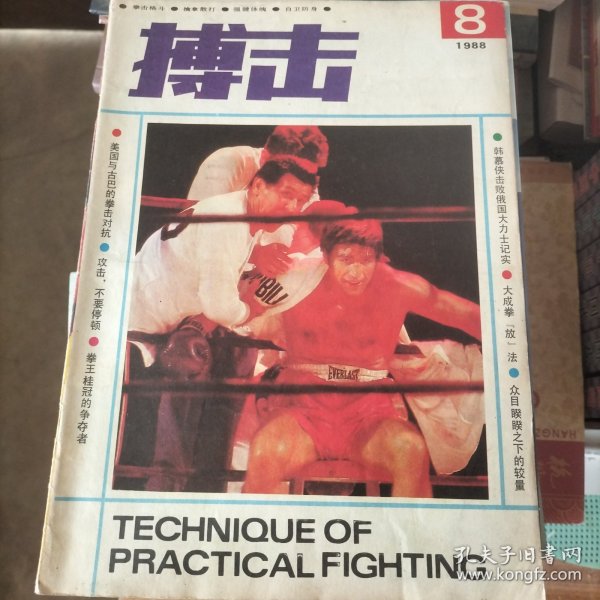 ● 拳击格斗 ● 擒拿散打 ● 强健体魄 ● 自卫防身 ●
搏击
8
1988
● 美国与古巴的拳击对抗 ● 攻击,不要停顿 ● 拳王桂冠的争夺者
● 韩慕侠击败俄国大力士记实 ● 大成拳「放」法 ● 众目睽睽之下的较量
BILL
EVERLAST
TECHNIQUE OF
PRACTICAL FIGHTING
孔夫子旧书网
www.kongfz.com
HANGZ